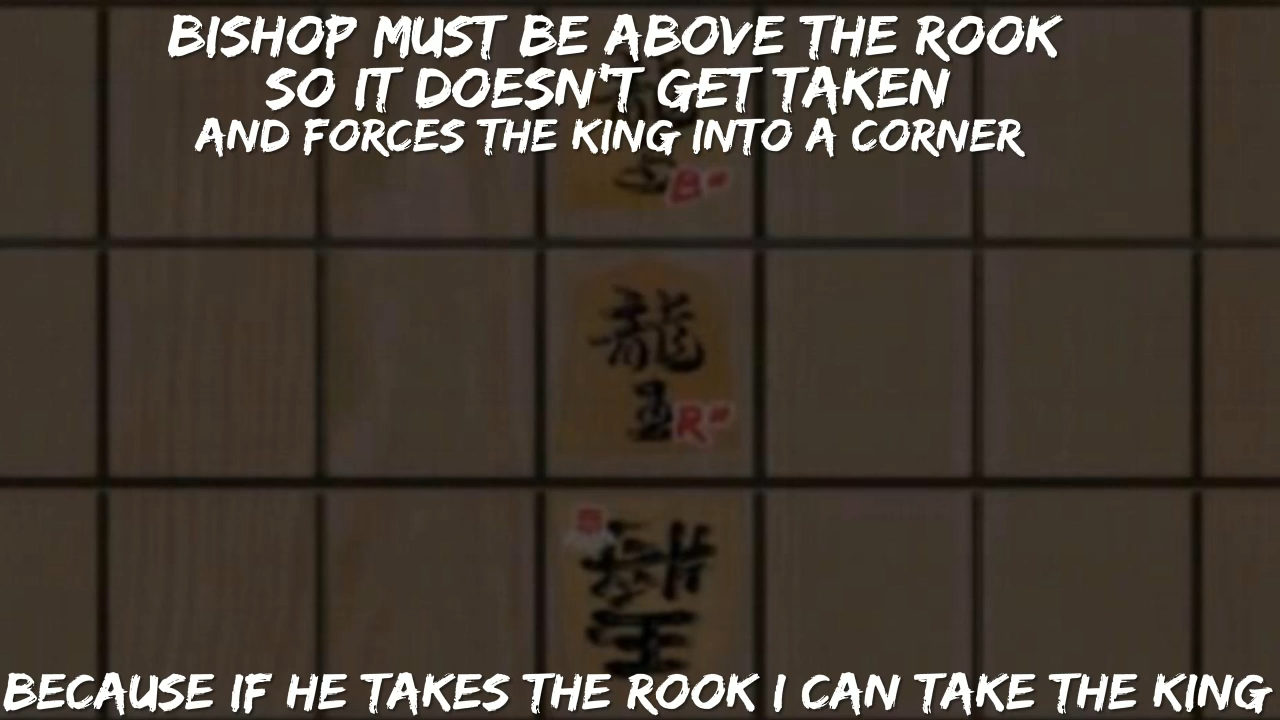 BISHOP MUST BE ABOVE THE ROOK
SO IT DOESN'T GET TAKEN
AND FORCES THE KING INTO A CORNER
B+
龍
王
R+
BECAUSE IF HE TAKES THE ROOK I CAN TAKE THE KING